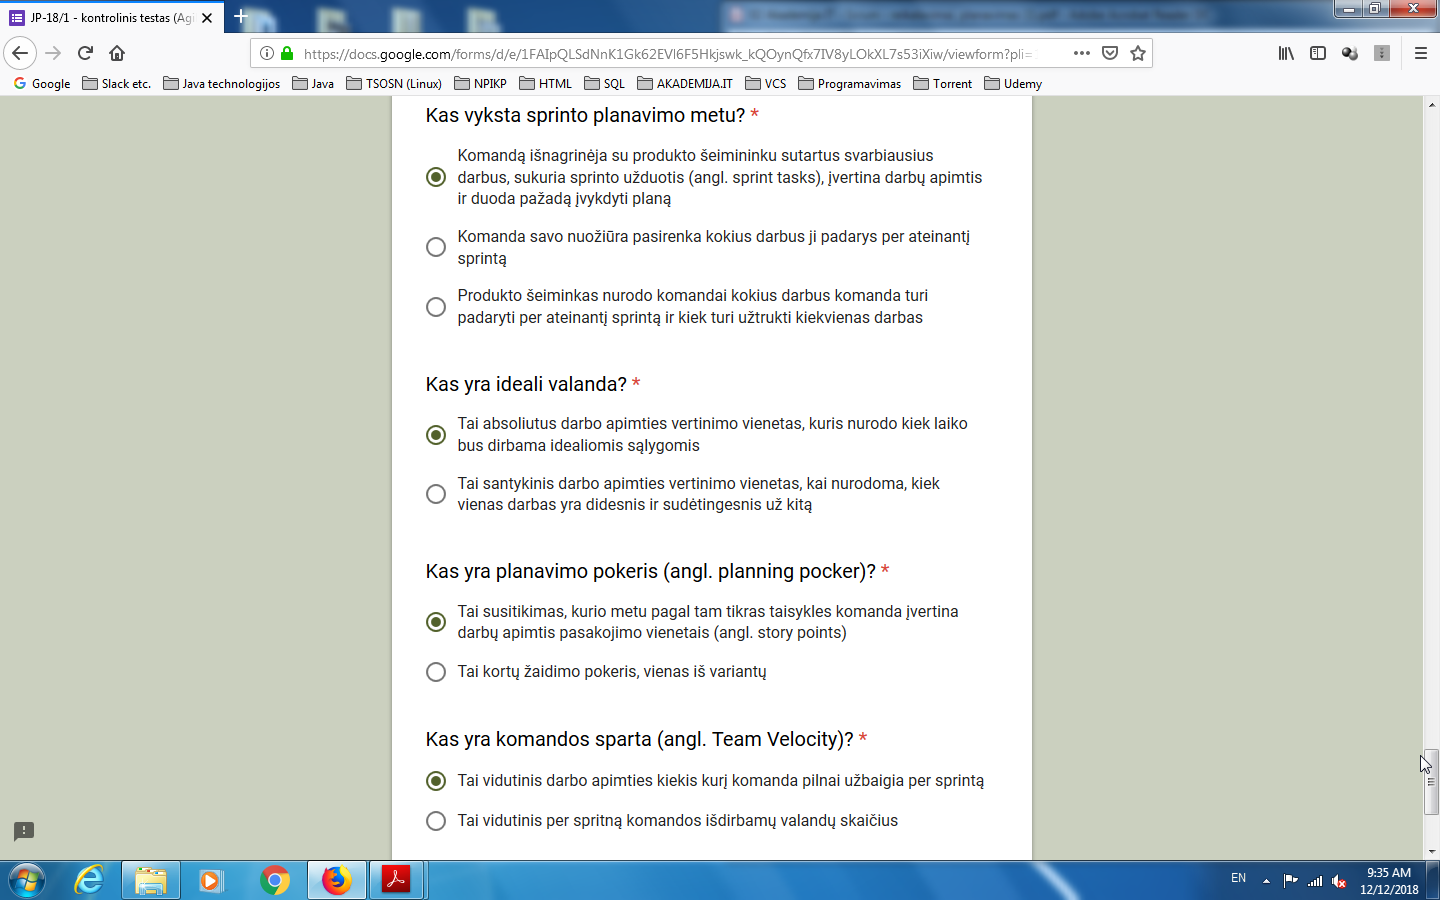 JP-18/1 - kontrolinis testas (Agi
https://docs.google.com/forms/d/e/1FAIpQLSdNnK1Gk62EVI6F5Hkjswk_kQOynQfx7IV8yLOkXL7s53iXiw/viewform?pli=
Google Slack etc. Java technologijos Java TSOSN (Linux) NPIKP HTML SQL AKADEMIJA.IT VCS Programavimas Torrent Udemy
Kas vyksta sprinto planavimo metu? *
Komandą išnagrinėja su produkto šeimininku sutartus svarbiausius
darbus, sukuria sprinto užduotis (angl. sprint tasks), įvertina darbų apimtis
ir duoda pažadą įvykdyti planą
Komanda savo nuožiūra pasirenka kokius darbus ji padarys per ateinantį
sprintą
Produkto šeiminkas nurodo komandai kokius darbus komanda turi
padaryti per ateinantį sprintą ir kiek turi užtrukti kiekvienas darbas
Kas yra ideali valanda? *
Tai absoliutus darbo apimties vertinimo vienetas, kuris nurodo kiek laiko
bus dirbama idealiomis sąlygomis
Tai santykinis darbo apimties vertinimo vienetas, kai nurodoma, kiek
vienas darbas yra didesnis ir sudėtingesnis už kitą
Kas yra planavimo pokeris (angl. planning pocker)? *
Tai susitikimas, kurio metu pagal tam tikras taisykles komanda įvertina
darbų apimtis pasakojimo vienetais (angl. story points)
Tai kortų žaidimo pokeris, vienas iš variantų
Kas yra komandos sparta (angl. Team Velocity)? *
Tai vidutinis darbo apimties kiekis kurį komanda pilnai užbaigia per sprintą
Tai vidutinis per spritną komandos išdirbamų valandų skaičius
EN
9:35 AM
12/12/2018